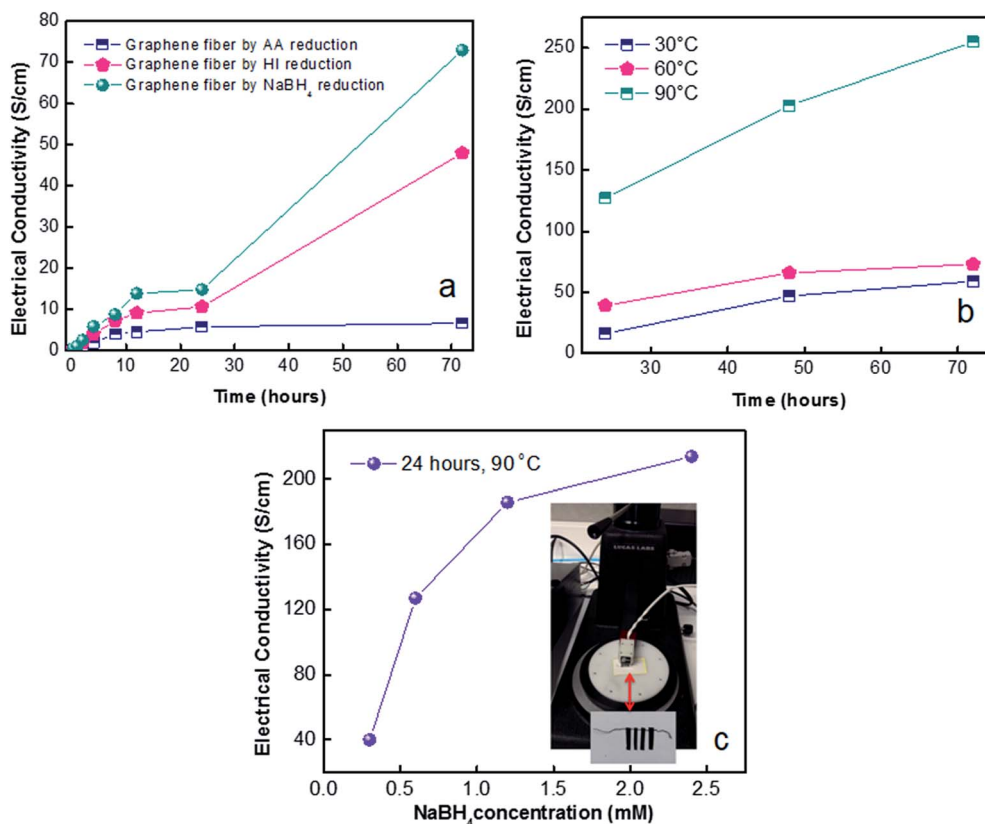 80
70
60
50
40
30
20
10
0
0 10 20 30 40 50 60 70
Electrical Conductivity (S/cm)
Time (hours)
Graphene fiber by AA reduction
Graphene fiber by HI reduction
Graphene fiber by NaBH₄ reduction
a
250
200
150
100
50
0
30 40 50 60 70
Electrical Conductivity (S/cm)
Time (hours)
30°C
60°C
90°C
b
200
160
120
80
40
0.0 0.5 1.0 1.5 2.0 2.5
Electrical Conductivity (S/cm)
NaBH₄concentration (mM)
24 hours, 90°C
LUCAS LABS
c